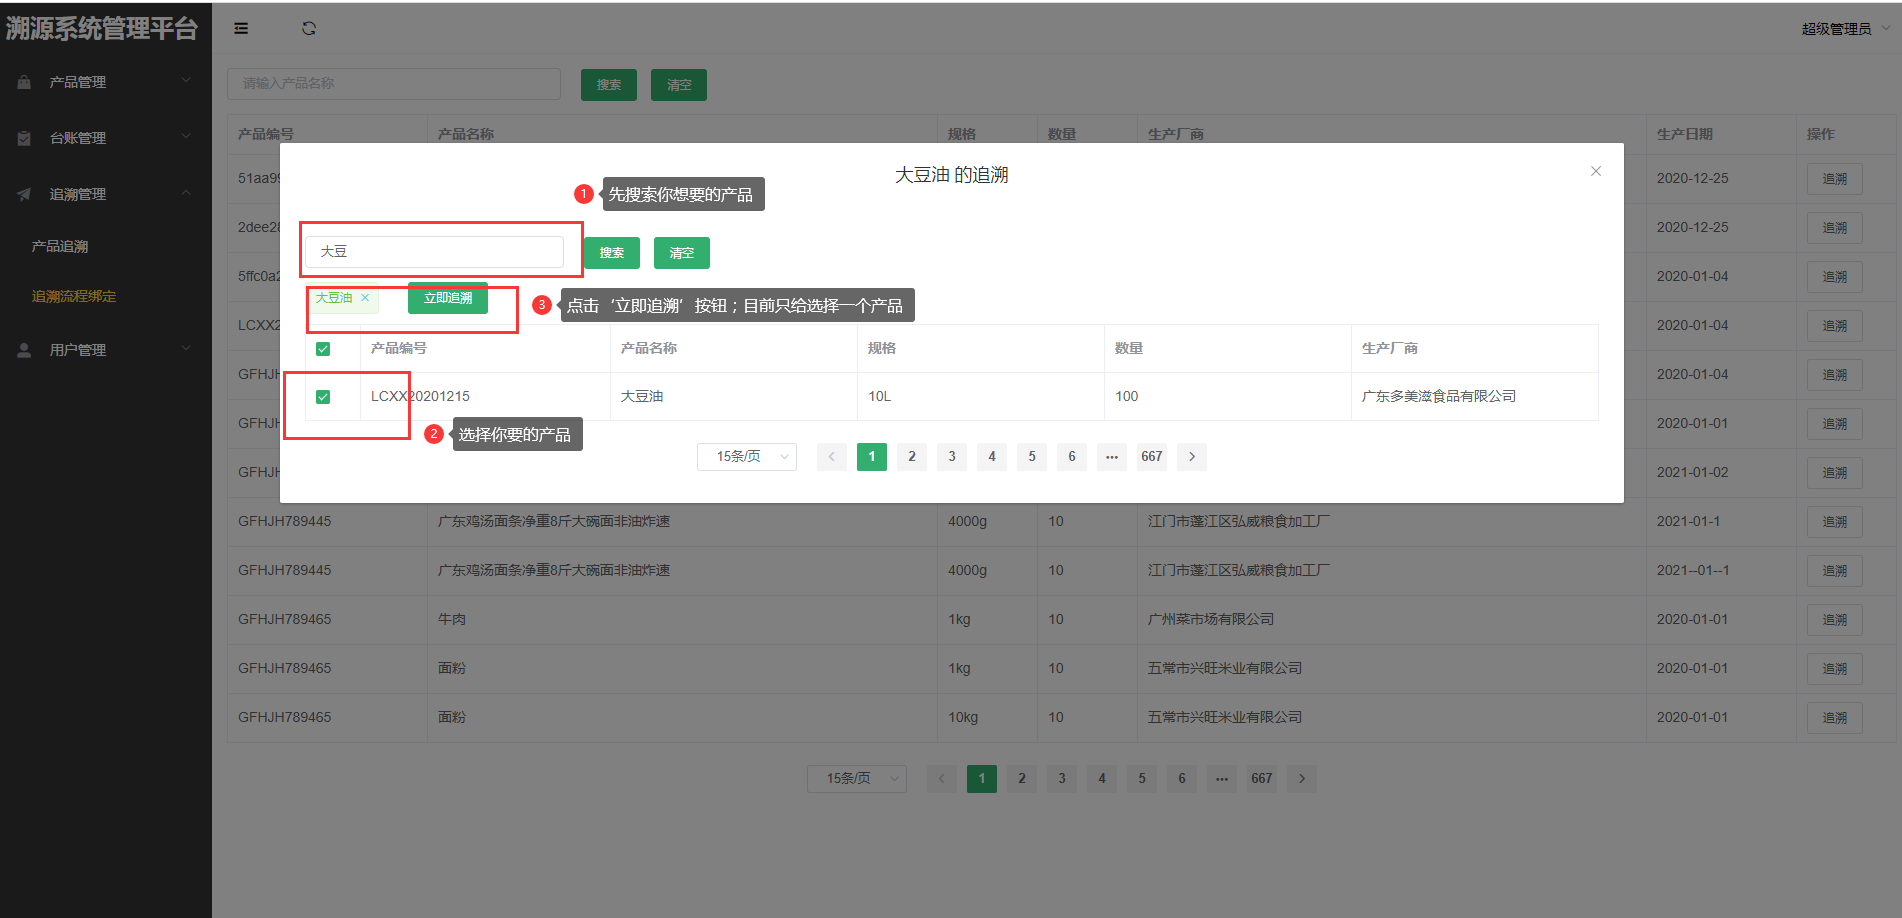 溯源系统管理平台
超级管理员
产品管理
台账管理
追溯管理
产品追溯
追溯流程绑定
用户管理
请输入产品名称
搜索
清空
产品编号 产品名称 规格 数量 生产厂商 生产日期 操作
51aa99 2020-12-25 追溯
2dee28 2020-12-25 追溯
5ffc0a2 2020-01-04 追溯
LCXX2 2020-01-04 追溯
GFHJH 2020-01-04 追溯
GFHJH 2020-01-01 追溯
GFHJH 2021-01-02 追溯
大豆油 的追溯
1 先搜索你想要的产品
大豆
搜索
清空
大豆油
立即追溯
3 点击‘立即追溯’按钮；目前只给选择一个产品
产品编号 产品名称 规格 数量 生产厂商
LCXX20201215 大豆油 10L 100 广东多美滋食品有限公司
2 选择你要的产品
15条/页 1 2 3 4 5 6 ··· 667
GFHJH789445 广东鸡汤面条净重8斤大碗面非油炸速 4000g 10 江门市蓬江区弘威粮食加工厂 2021-01-1 追溯
GFHJH789445 广东鸡汤面条净重8斤大碗面非油炸速 4000g 10 江门市蓬江区弘威粮食加工厂 2021--01--1 追溯
GFHJH789465 牛肉 1kg 10 广州菜市场有限公司 2020-01-01 追溯
GFHJH789465 面粉 1kg 10 五常市兴旺米业有限公司 2020-01-01 追溯
GFHJH789465 面粉 10kg 10 五常市兴旺米业有限公司 2020-01-01 追溯
15条/页 1 2 3 4 5 6 ··· 667